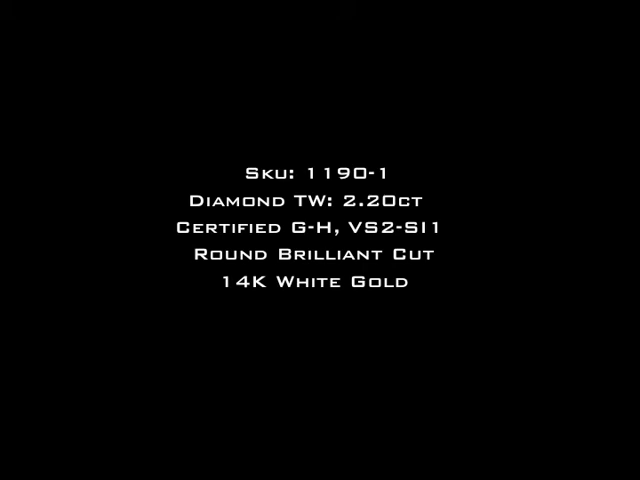 Sku: 1190-1
Diamond TW: 2.20ct
Certified G-H, VS2-SI1
Round Brilliant Cut
14K White Gold